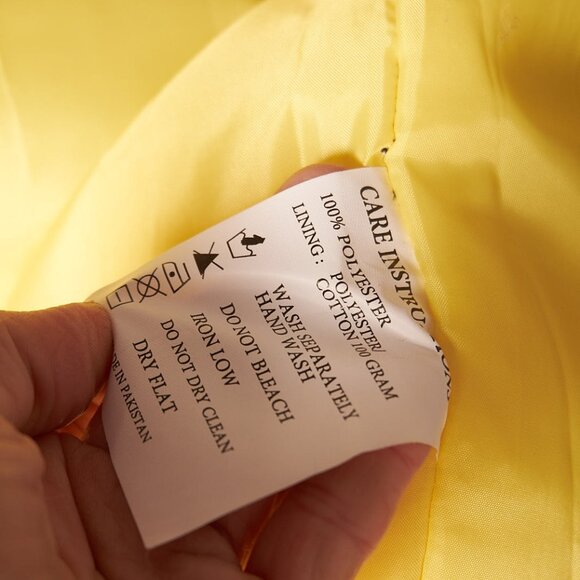 CARE INSTRUCTIONS
100% POLYESTER
LINING: POLYESTER/
COTTON 100 GRAM
WASH SEPARATELY
HAND WASH
DO NOT BLEACH
IRON LOW
DO NOT DRY CLEAN
DRY FLAT
DE IN PAKISTAN